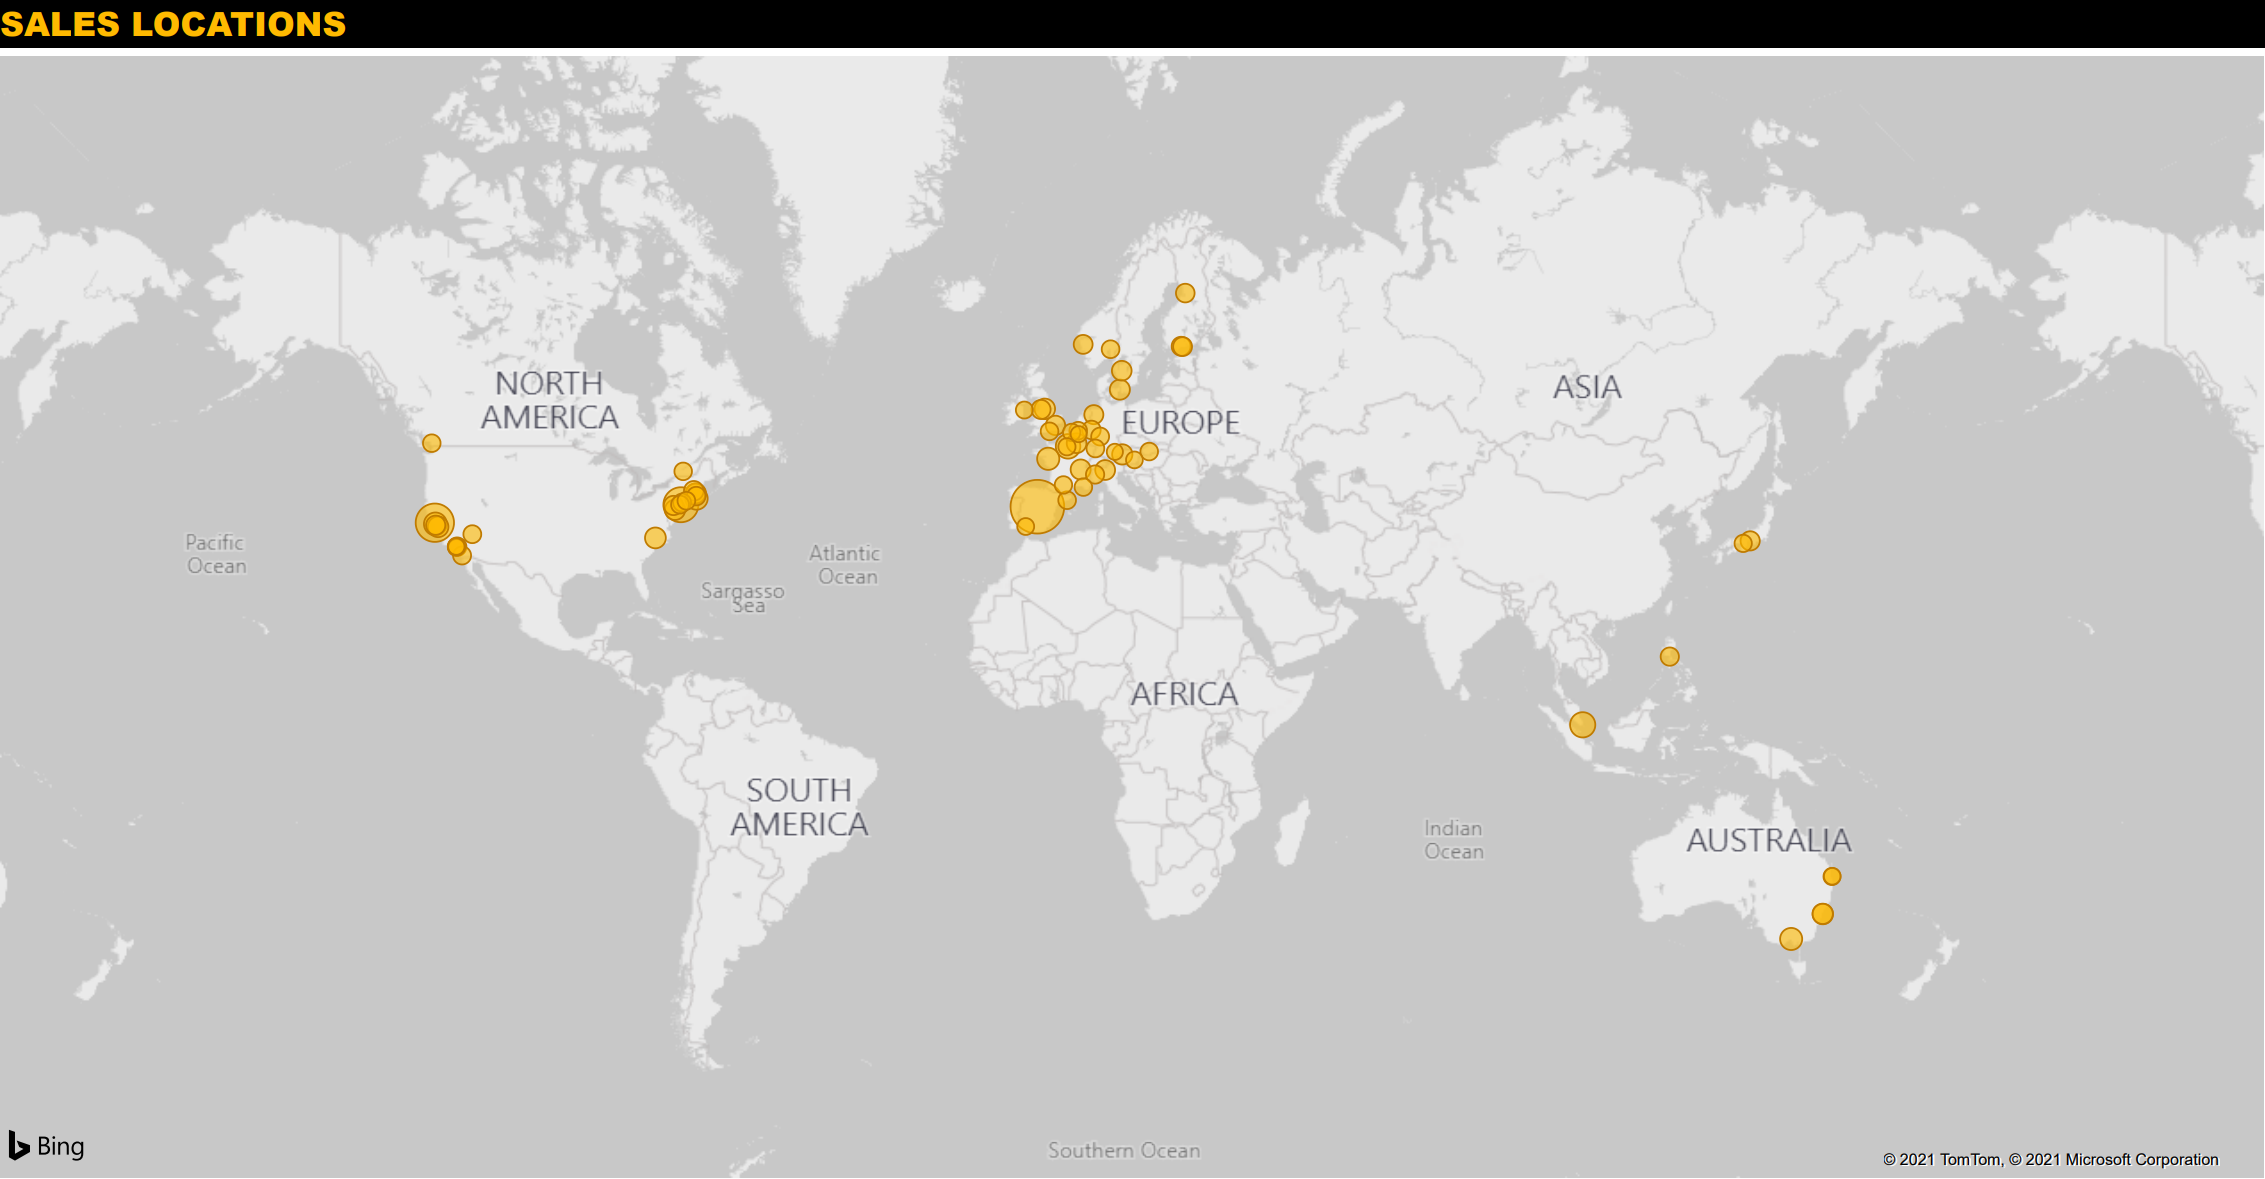 SALES LOCATIONS
NORTH
AMERICA
ASIA
EUROPE
Pacific
Ocean
Atlantic
Ocean
Sargasso
Sea
AFRICA
SOUTH
AMERICA
Indian
Ocean
AUSTRALIA
Bing
Southern Ocean
© 2021 TomTom, © 2021 Microsoft Corporation